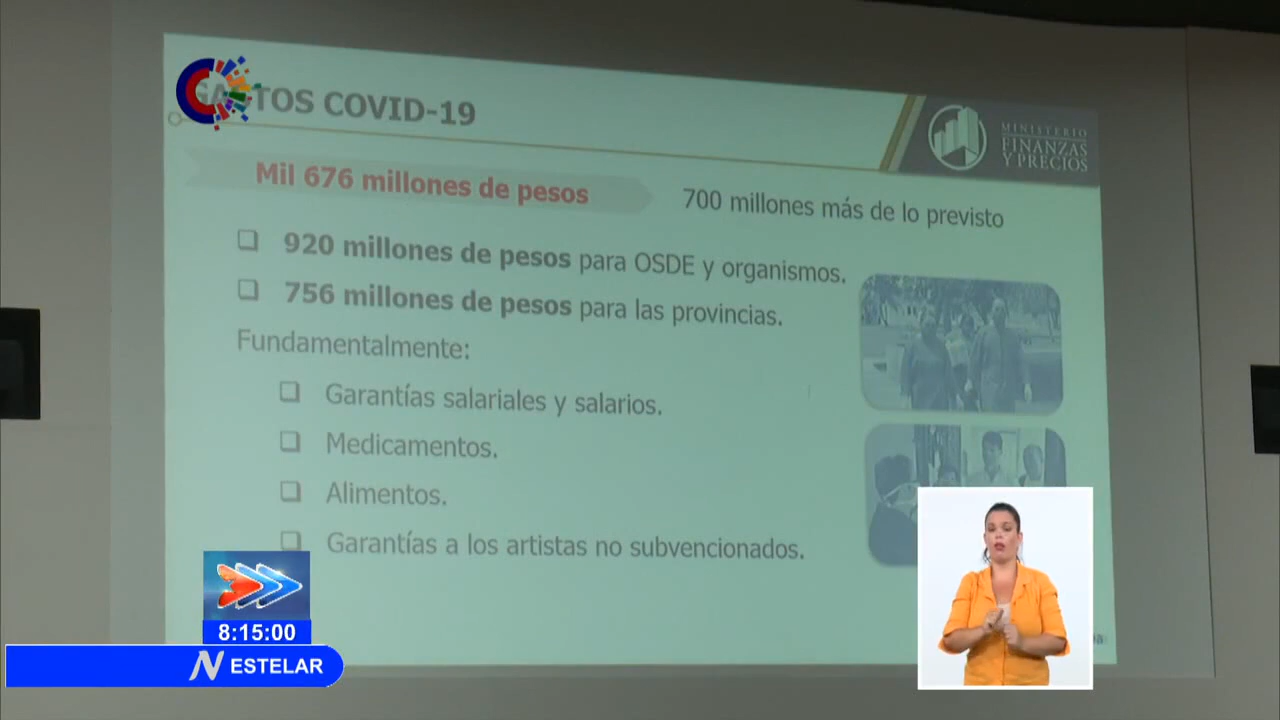 GASTOS COVID-19
MINISTERIO
FINANZAS
Y PRECIOS
Mil 676 millones de pesos
700 millones más de lo previsto
920 millones de pesos para OSDE y organismos.
756 millones de pesos para las provincias.
Fundamentalmente:
Garantías salariales y salarios.
Medicamentos.
Alimentos.
Garantías a los artistas no subvencionados.
8:15:00
N ESTELAR